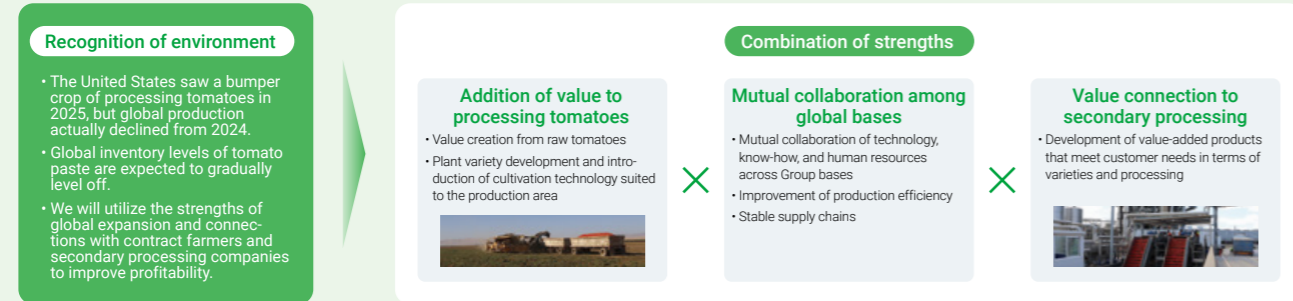 Recognition of environment
• The United States saw a bumper
crop of processing tomatoes in
2025, but global production
actually declined from 2024.
• Global inventory levels of tomato
paste are expected to gradually
level off.
• We will utilize the strengths of
global expansion and connec-
tions with contract farmers and
secondary processing companies
to improve profitability.
Combination of strengths
Addition of value to
processing tomatoes
• Value creation from raw tomatoes
• Plant variety development and intro-
duction of cultivation technology suited
to the production area
×
Mutual collaboration among
global bases
• Mutual collaboration of technology,
know-how, and human resources
across Group bases
• Improvement of production efficiency
• Stable supply chains
×
Value connection to
secondary processing
• Development of value-added products
that meet customer needs in terms of
varieties and processing